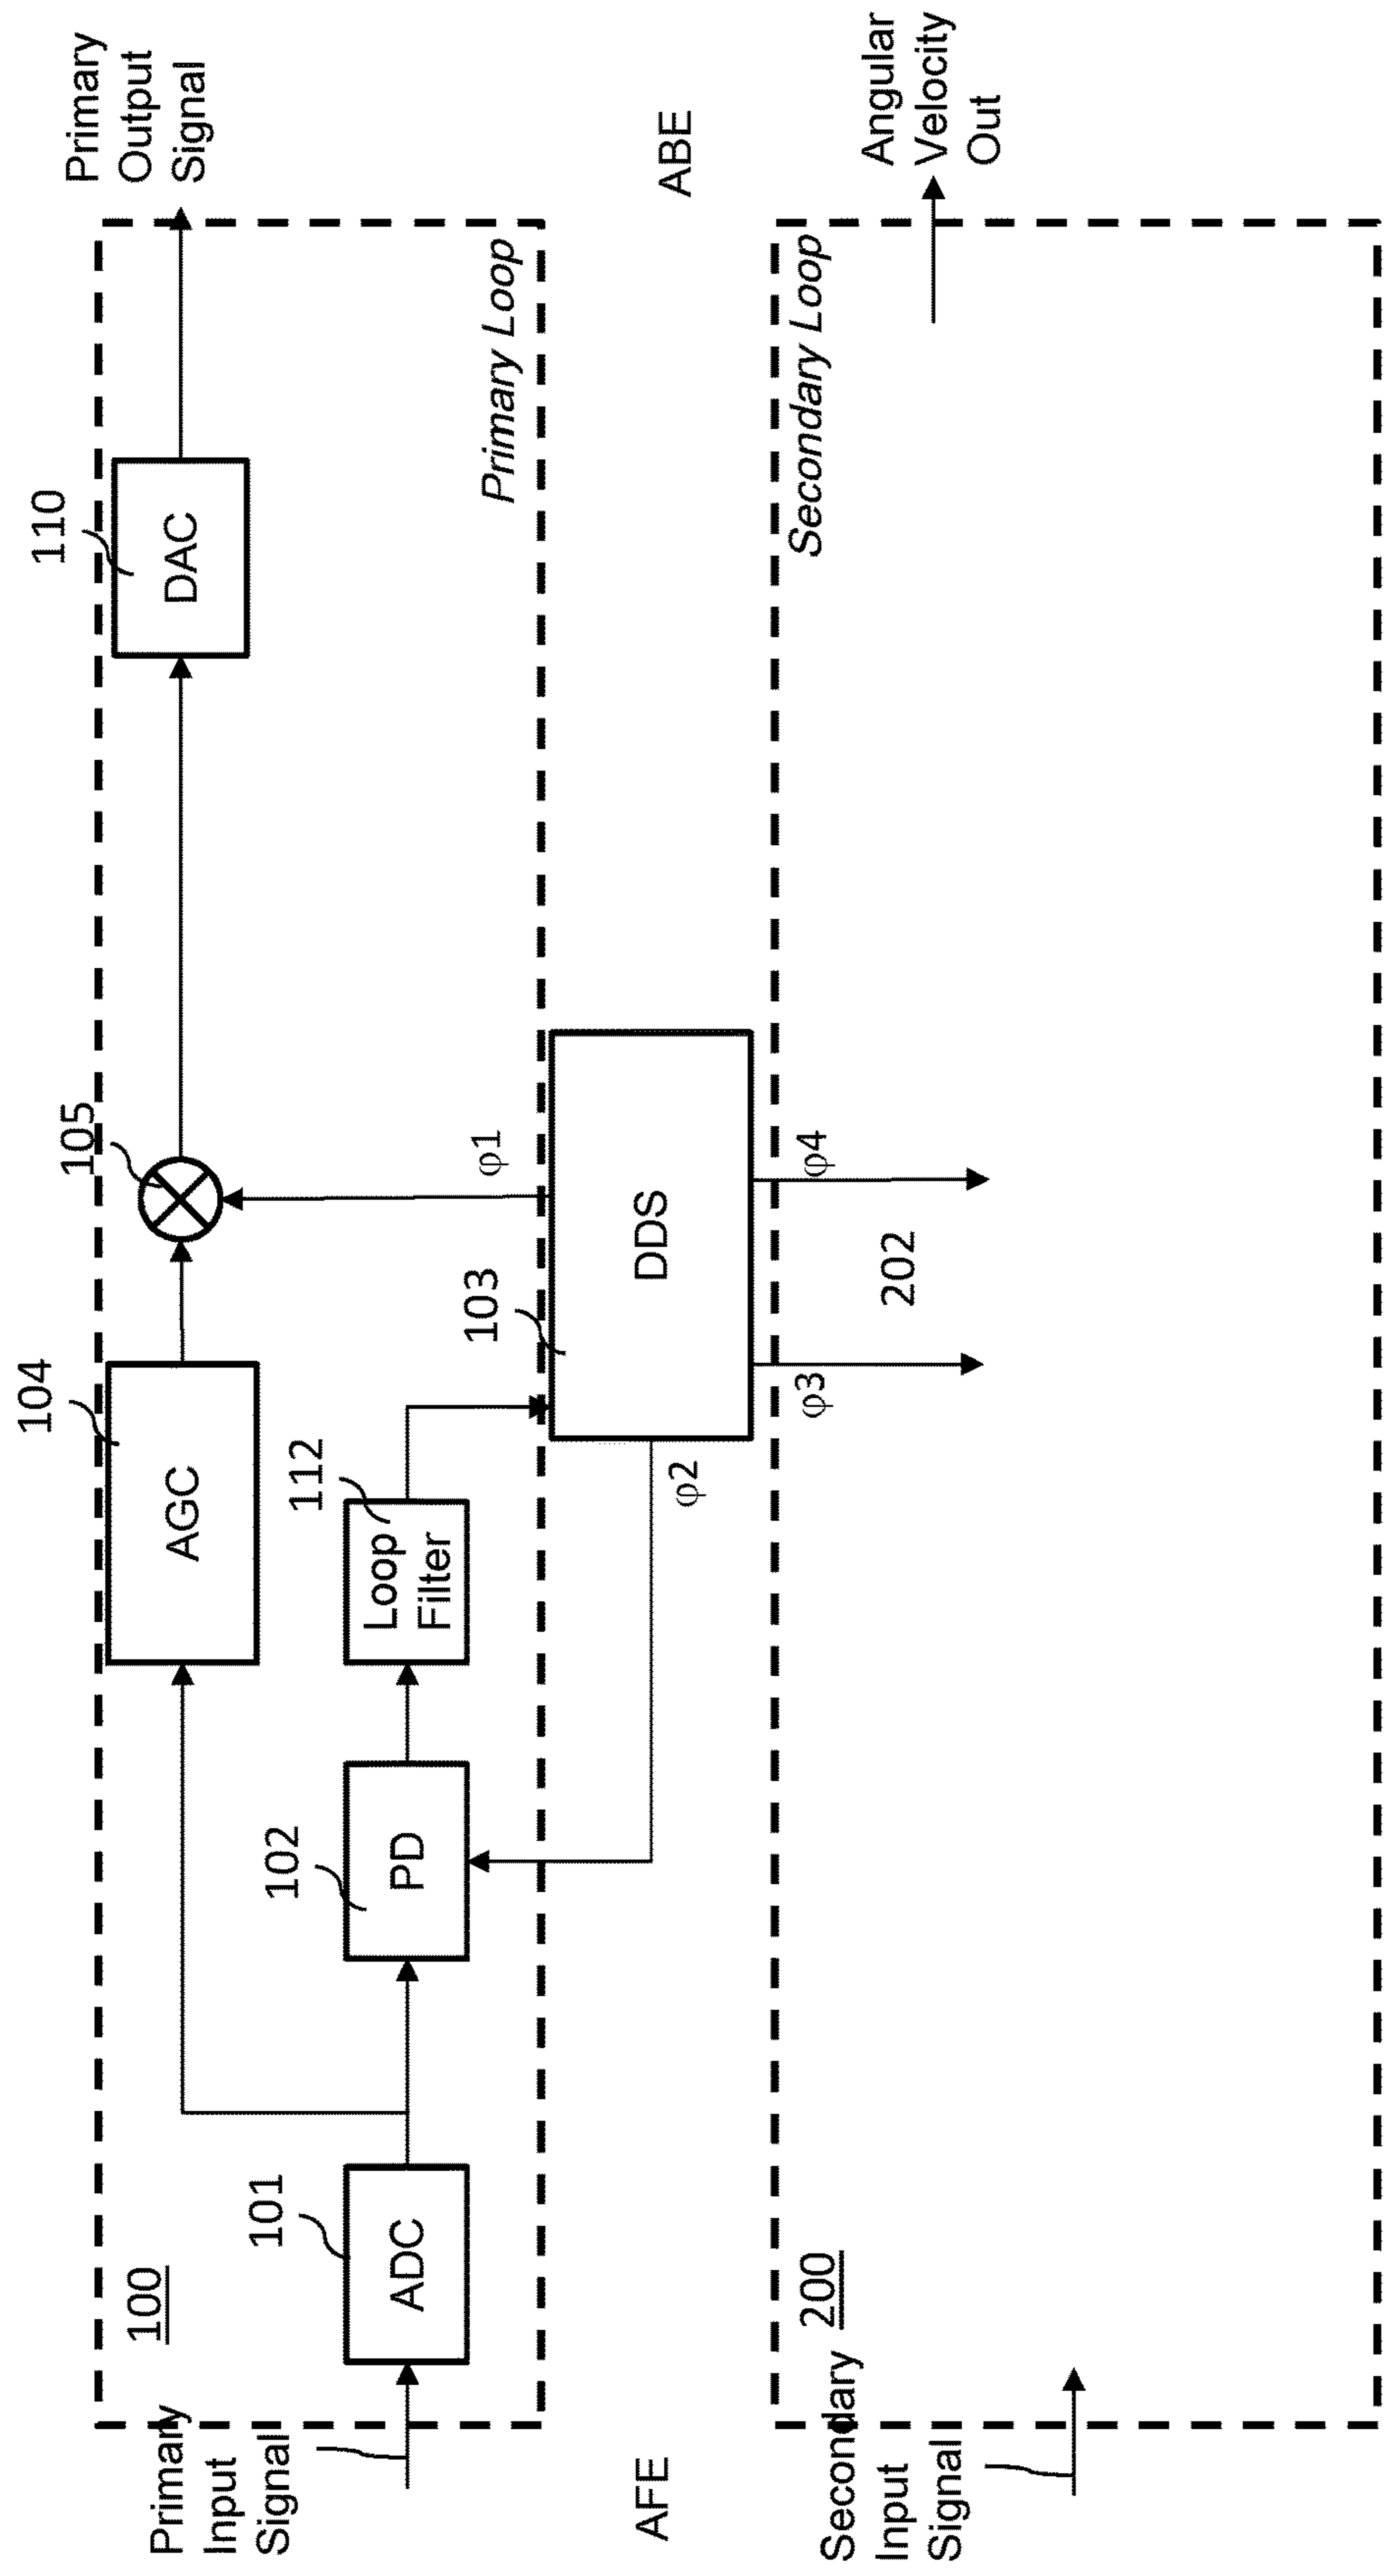 Primary
Input
Signal
100
101
ADC
102
PD
112
Loop
Filter
104
AGC
105
110
DAC
Primary
Output
Signal
Primary Loop
AFE
φ2
103
DDS
φ1
ABE
φ3
202
φ4
Secondary
Input
Signal
200
Secondary Loop
Angular
Velocity
Out